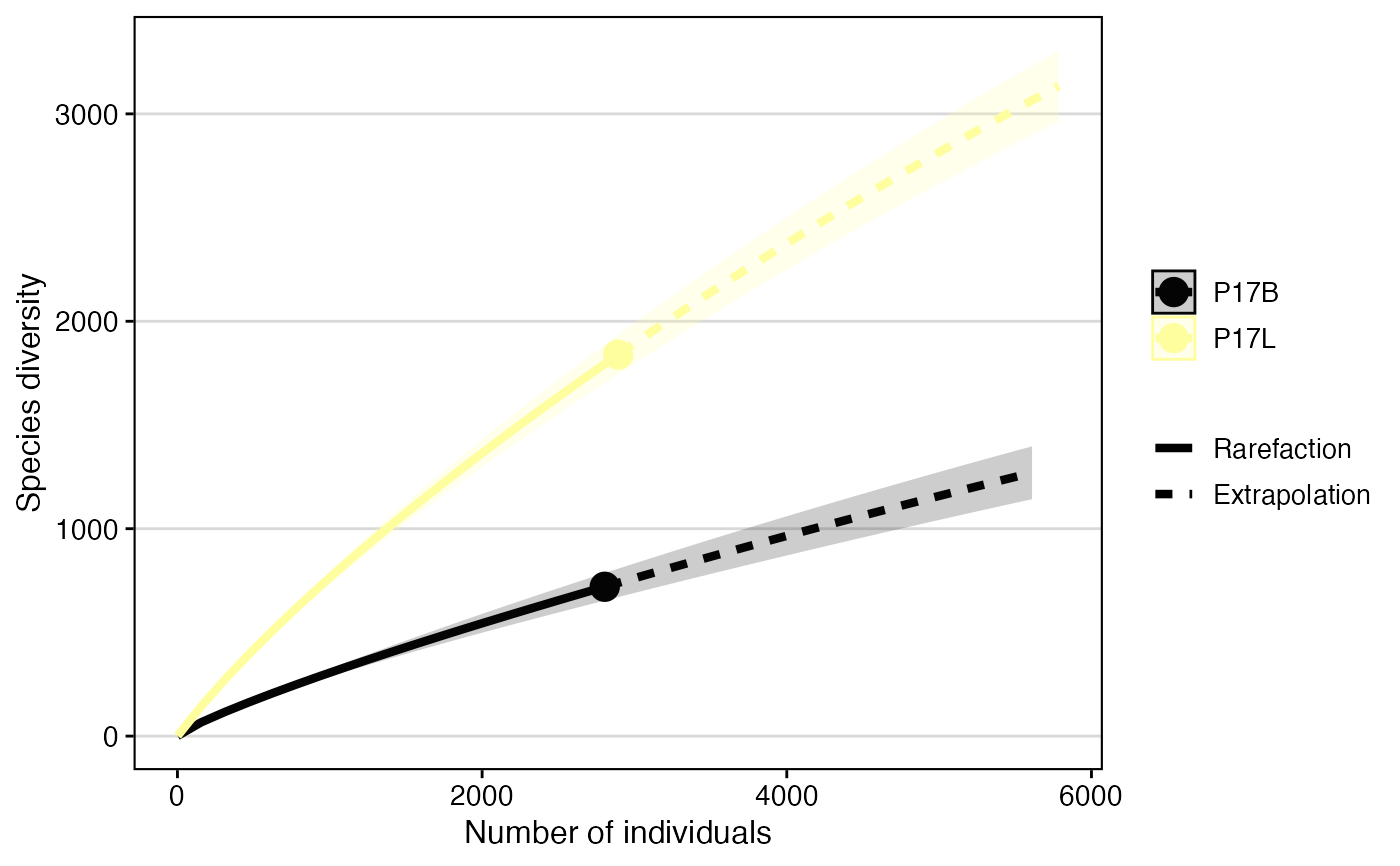 Species diversity
3000
2000
1000
0
0 2000 4000 6000
Number of individuals
P17B
P17L
Rarefaction
Extrapolation